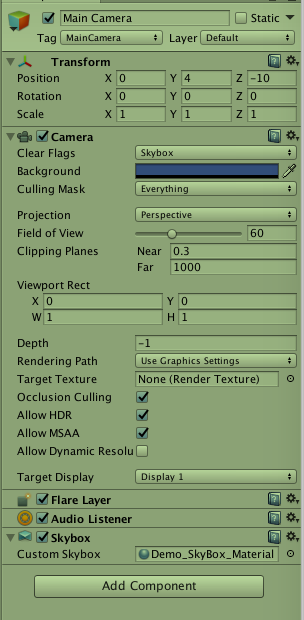 Main Camera Static
Tag MainCamera Layer Default
Transform
Position X 0 Y 4 Z -10
Rotation X 0 Y 0 Z 0
Scale X 1 Y 1 Z 1
Camera
Clear Flags Skybox
Background
Culling Mask Everything
Projection Perspective
Field of View 60
Clipping Planes Near 0.3
Far 1000
Viewport Rect
X 0 Y 0
W 1 H 1
Depth -1
Rendering Path Use Graphics Settings
Target Texture None (Render Texture)
Occlusion Culling
Allow HDR
Allow MSAA
Allow Dynamic Resolu
Target Display Display 1
Flare Layer
Audio Listener
Skybox
Custom Skybox Demo_SkyBox_Material
Add Component